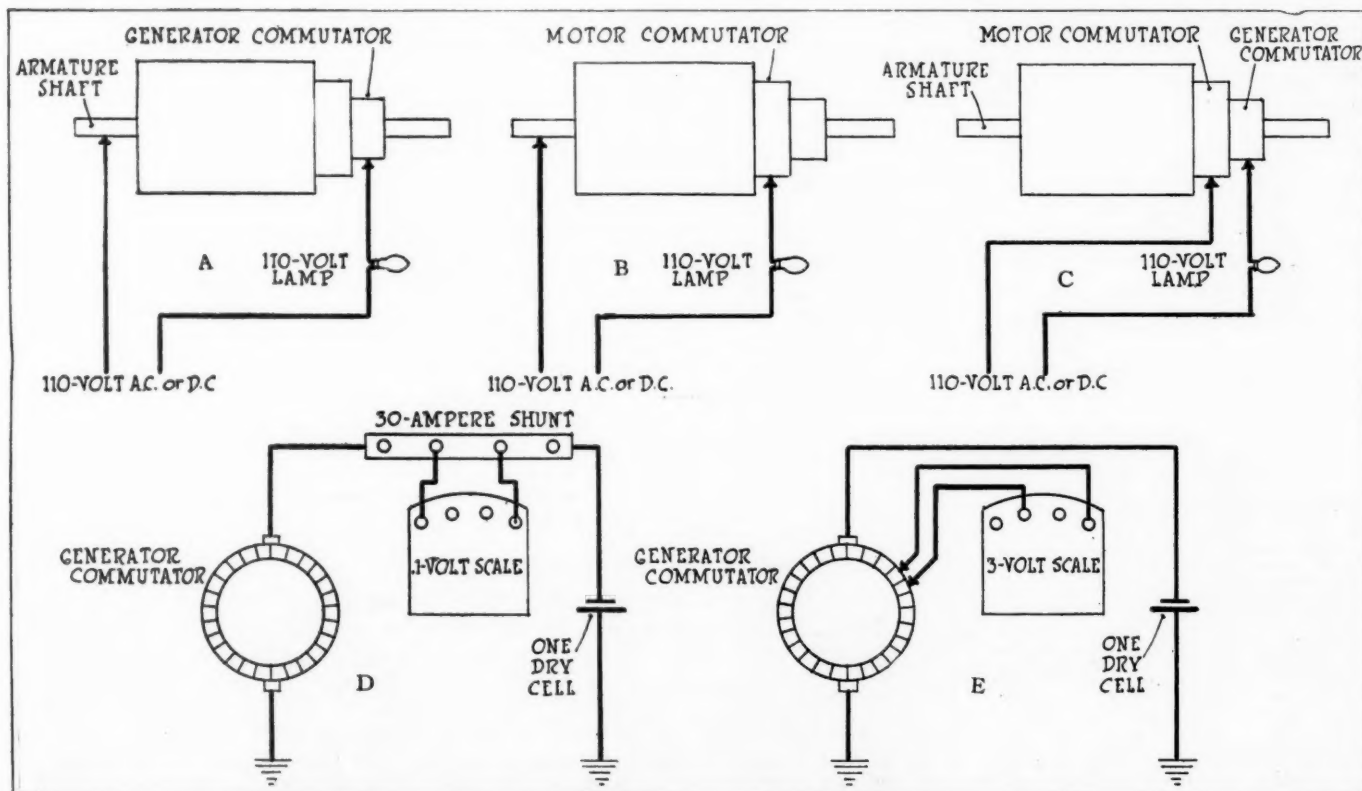 GENERATOR COMMUTATOR
ARMATURE
SHAFT
A
110-VOLT
LAMP
110-VOLT A.C. or D.C
MOTOR COMMUTATOR
B
110-VOLT
LAMP
110-VOLT A.C. or D.C.
MOTOR COMMUTATOR
GENERATOR
COMMUTATOR
ARMATURE
SHAFT
C
110-VOLT
LAMP
110-VOLT A.C. or D.C
30-AMPERE SHUNT
GENERATOR
COMMUTATOR
.1-VOLT SCALE
ONE
DRY
CELL
D
GENERATOR
COMMUTATOR
3-VOLT SCALE
ONE
DRY
CELL
E